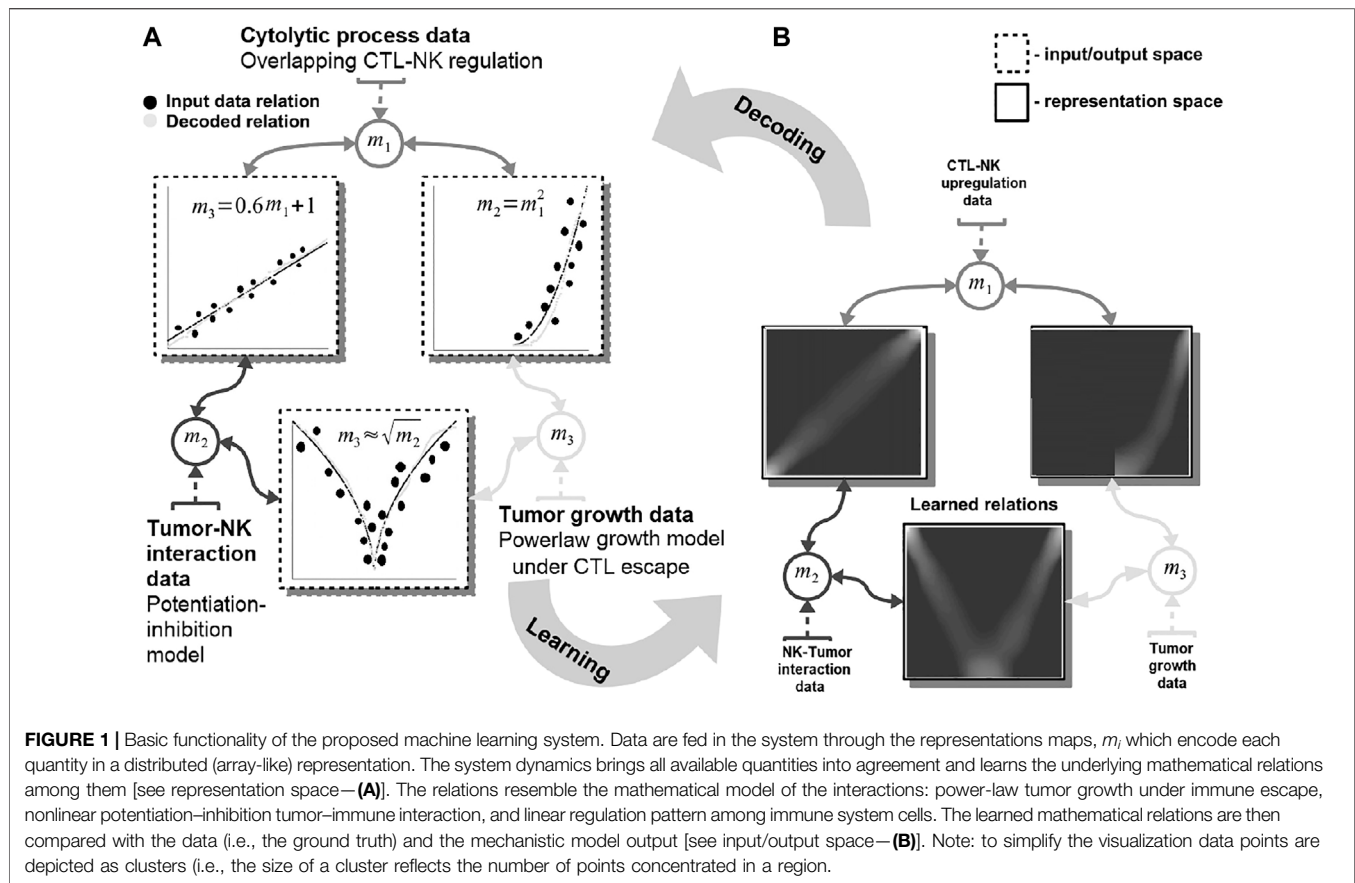 A
Cytolytic process data
Overlapping CTL-NK regulation
Input data relation
Decoded relation
m₁
m₃=0.6m₁+1
m₂=m₁²
m₂
m₃≈√m₂
m₃
Tumor-NK
interaction
data
Potentiation-
inhibition
model
Tumor growth data
Powerlaw growth model
under CTL escape
Decoding
Learning
B
- input/output space
- representation space
CTL-NK
upregulation
data
m₁
Learned relations
m₂
m₃
NK-Tumor
interaction
data
Tumor
growth
data
FIGURE 1 | Basic functionality of the proposed machine learning system. Data are fed in the system through the representations maps, mᵢ which encode each
quantity in a distributed (array-like) representation. The system dynamics brings all available quantities into agreement and learns the underlying mathematical relations
among them [see representation space—(A)]. The relations resemble the mathematical model of the interactions: power-law tumor growth under immune escape,
nonlinear potentiation–inhibition tumor–immune interaction, and linear regulation pattern among immune system cells. The learned mathematical relations are then
compared with the data (i.e., the ground truth) and the mechanistic model output [see input/output space—(B)]. Note: to simplify the visualization data points are
depicted as clusters (i.e., the size of a cluster reflects the number of points concentrated in a region.